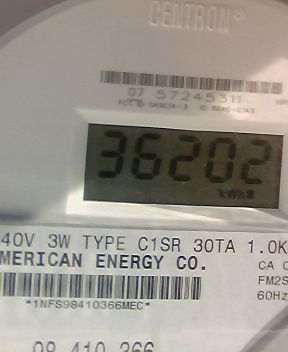 CENTRON®
07 57245311
36202
kWh
40V 3W TYPE C1SR 30TA 1.0K
MERICAN ENERGY CO.
CA 0
FM2S
60Hz
*1NFS98410366MEC*
98 410 366